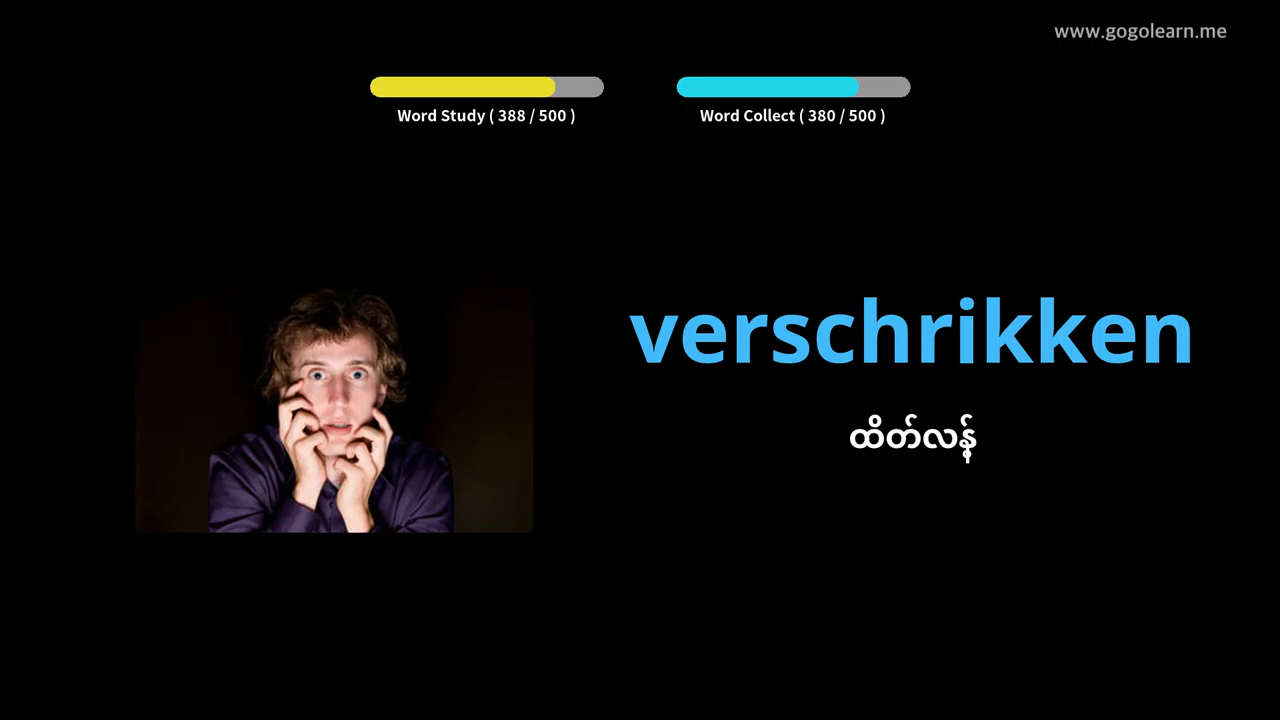 www.gogolearn.me
Word Study ( 388 / 500 )
Word Collect ( 380 / 500 )
verschrikken
ထိတ်လန့်